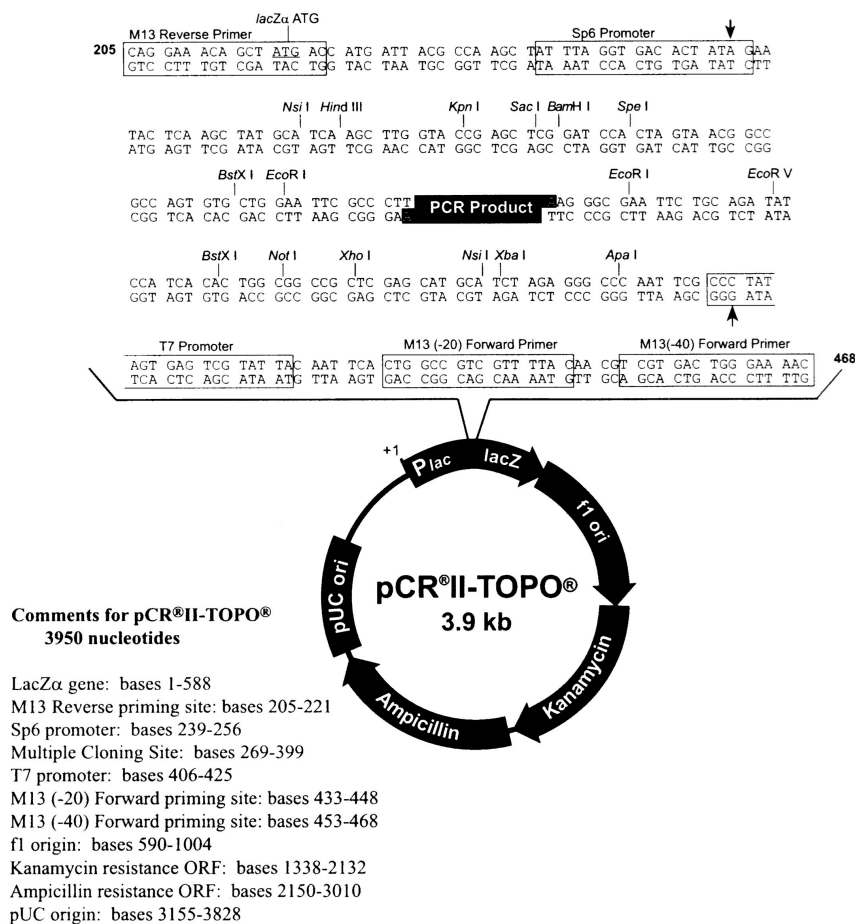 lacZα ATG
M13 Reverse Primer
Sp6 Promoter
205 CAG GAA ACA GCT ATG ACC ATG ATT ACG CCA AGC TAT TTA GGT GAC ACT ATA GAA
GTC CTT TGT CGA TAC TGG TAC TAA TGC GGT TCG ATA AAT CCA CTG TGA TAT CTT
Nsi I Hind III Kpn I Sac I BamH I Spe I
TAC TCA AGC TAT GCA TCA AGC TTG GTA CCG AGC TCG GAT CCA CTA GTA ACG GCC
ATG AGT TCG ATA CGT AGT TCG AAC CAT GGC TCG AGC CTA GGT GAT CAT TGC CGG
BstX I EcoR I EcoR I EcoR V
GCC AGT GTG CTG GAA TTC GCC CTT PCR Product AAG GGC GAA TTC TGC AGA TAT
CGG TCA CAC GAC CTT AAG CGG GAA TTC CCG CTT AAG ACG TCT ATA
BstX I Not I Xho I Nsi I Xba I Apa I
CCA TCA CAC TGG CGG CCG CTC GAG CAT GCA TCT AGA GGG CCC AAT TCG CCC TAT
GGT AGT GTG ACC GCC GGC GAG CTC GTA CGT AGA TCT CCC GGG TTA AGC GGG ATA
T7 Promoter M13 (-20) Forward Primer M13(-40) Forward Primer
AGT GAG TCG TAT TAC AAT TCA CTG GCC GTC GTT TTA CAA CGT CGT GAC TGG GAA AAC 468
TCA CTC AGC ATA ATG TTA AGT GAC CGG CAG CAA AAT GTT GCA GCA CTG ACC CTT TTG
+1
Plac
lacZ
f1 ori
pUC ori
pCR®II-TOPO®
3.9 kb
Kanamycin
Ampicillin
Comments for pCR®II-TOPO®
3950 nucleotides
LacZα gene: bases 1-588
M13 Reverse priming site: bases 205-221
Sp6 promoter: bases 239-256
Multiple Cloning Site: bases 269-399
T7 promoter: bases 406-425
M13 (-20) Forward priming site: bases 433-448
M13 (-40) Forward priming site: bases 453-468
f1 origin: bases 590-1004
Kanamycin resistance ORF: bases 1338-2132
Ampicillin resistance ORF: bases 2150-3010
pUC origin: bases 3155-3828